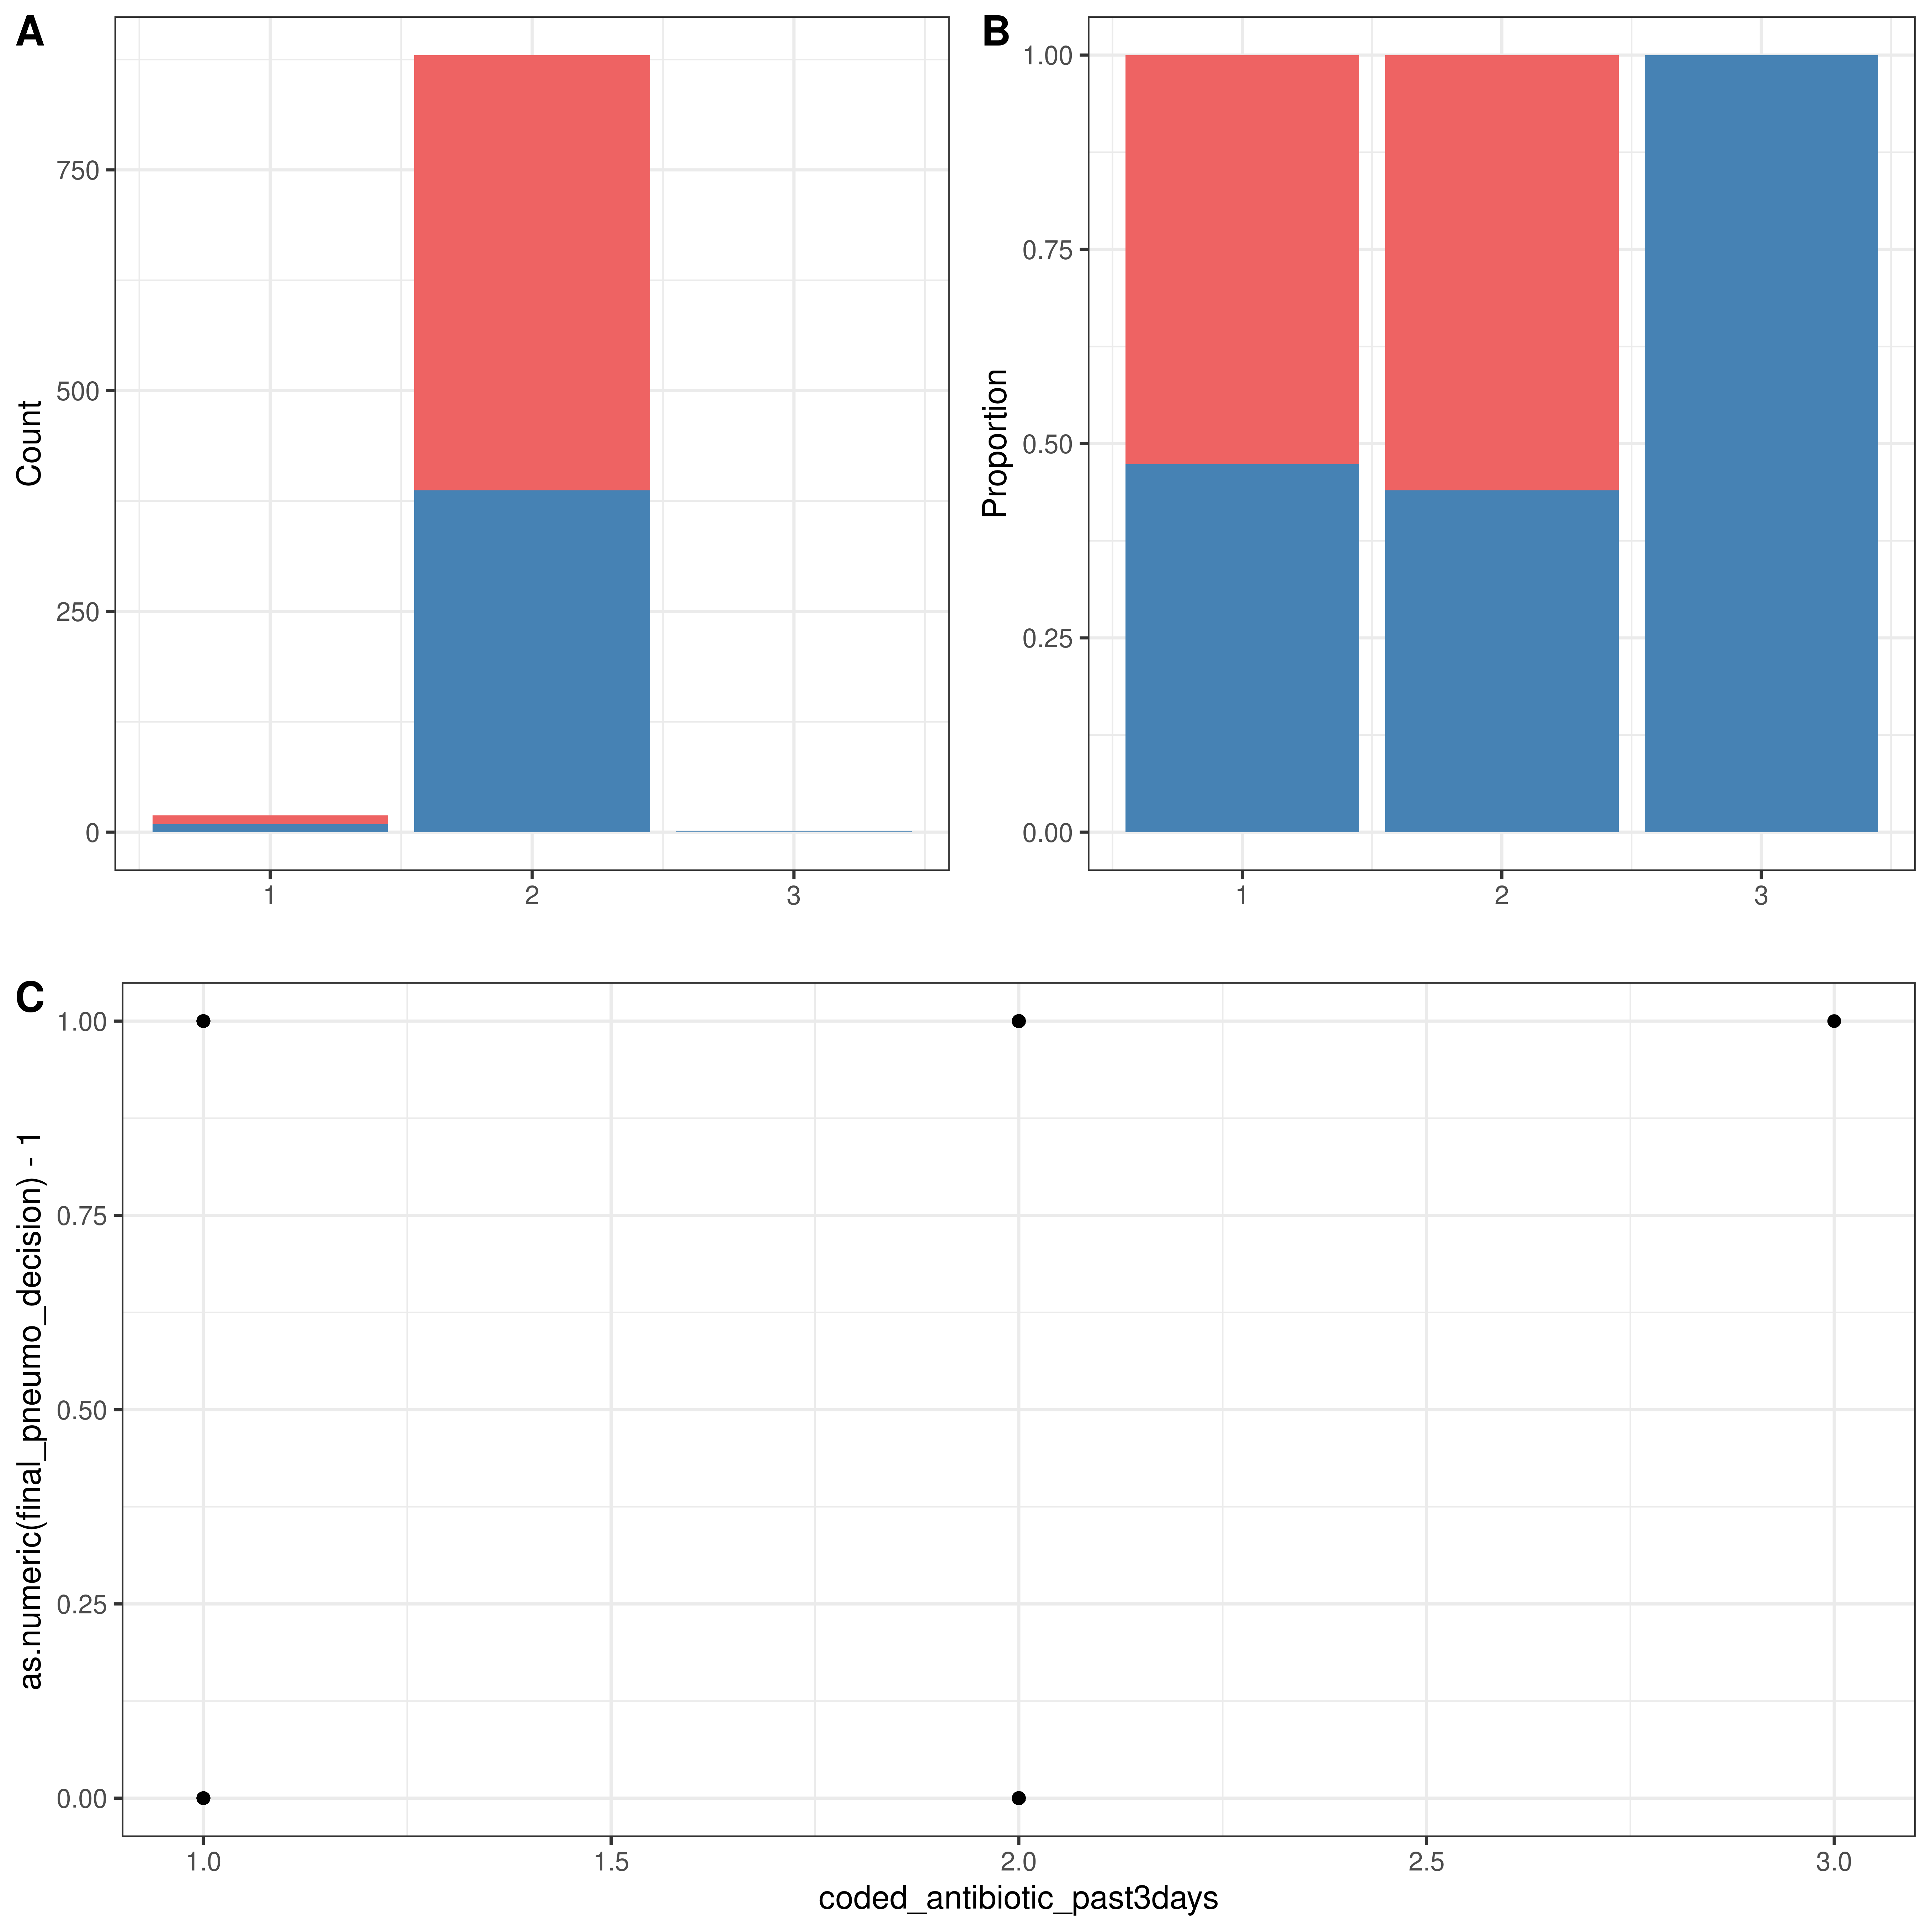 A
Count
750
500
250
0
1 2 3
B
Proportion
1.00
0.75
0.50
0.25
0.00
1 2 3
C
as.numeric(final_pneumo_decision) - 1
1.00
0.75
0.50
0.25
0.00
1.0 1.5 2.0 2.5 3.0
coded_antibiotic_past3days